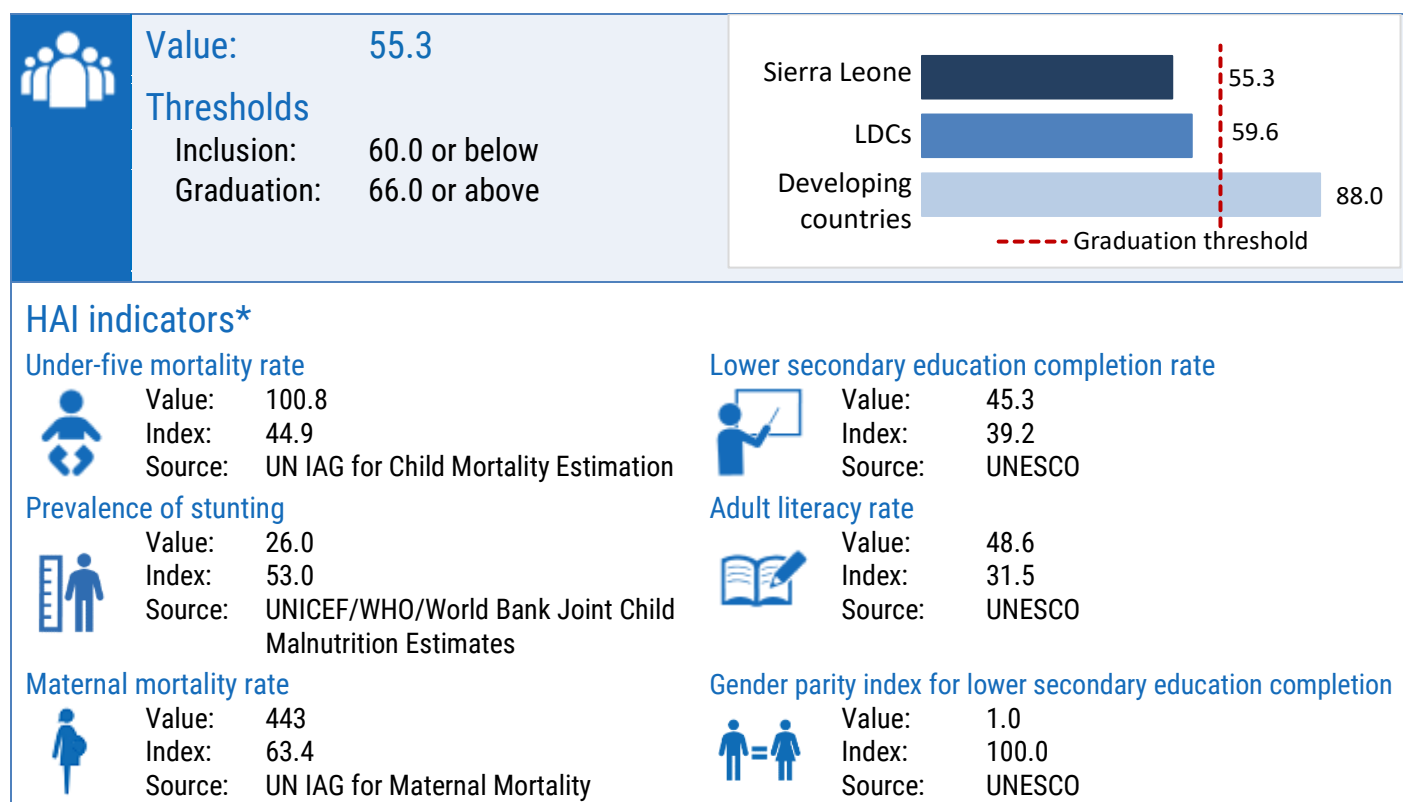 Value: 55.3
Thresholds
Inclusion: 60.0 or below
Graduation: 66.0 or above
Sierra Leone 55.3
LDCs 59.6
Developing
countries
88.0
Graduation threshold
HAI indicators*
Under-five mortality rate
Value: 100.8
Index: 44.9
Source: UN IAG for Child Mortality Estimation
Prevalence of stunting
Value: 26.0
Index: 53.0
Source: UNICEF/WHO/World Bank Joint Child
Malnutrition Estimates
Maternal mortality rate
Value: 443
Index: 63.4
Source: UN IAG for Maternal Mortality
Lower secondary education completion rate
Value: 45.3
Index: 39.2
Source: UNESCO
Adult literacy rate
Value: 48.6
Index: 31.5
Source: UNESCO
Gender parity index for lower secondary education completion
Value: 1.0
Index: 100.0
Source: UNESCO